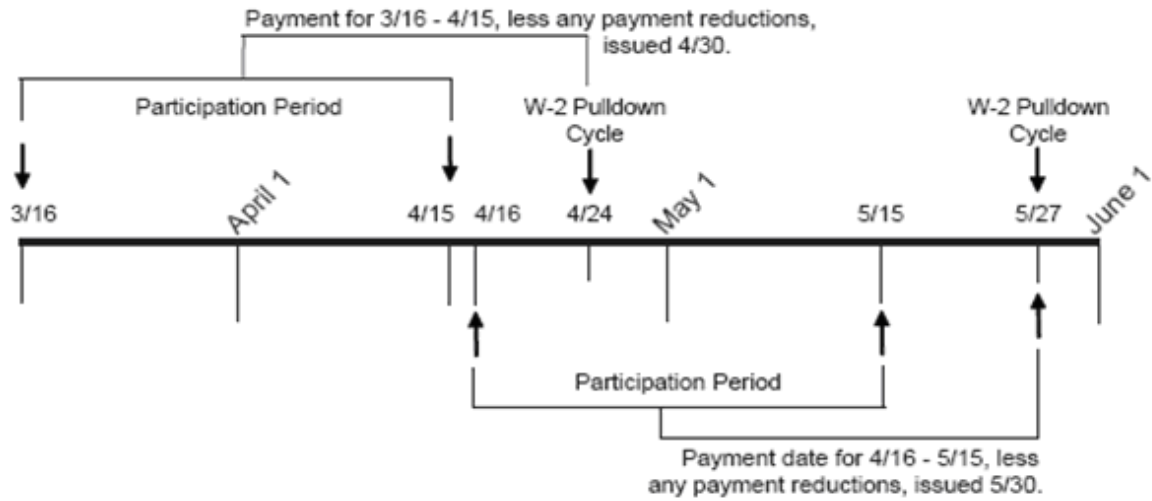 Payment for 3/16 - 4/15, less any payment reductions,
issued 4/30.
Participation Period
W-2 Pulldown
Cycle
W-2 Pulldown
Cycle
3/16
April 1
4/15
4/16
4/24
May 1
5/15
5/27
June 1
Participation Period
Payment date for 4/16 - 5/15, less
any payment reductions, issued 5/30.